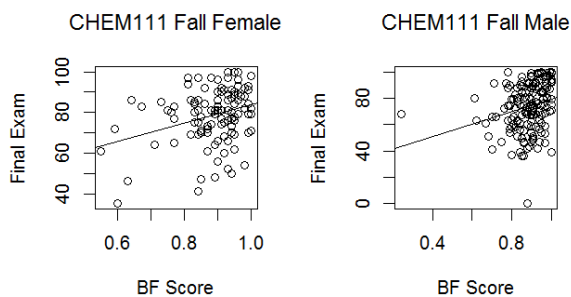 CHEM111 Fall Female
Final Exam
100
80
60
40
0.6
0.8
1.0
BF Score
CHEM111 Fall Male
Final Exam
80
40
0
0.4
0.8
BF Score